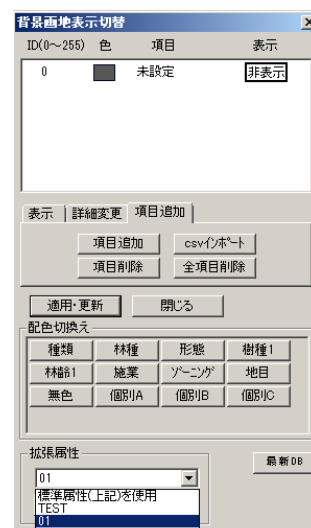 背景画地表示切替
ID(0～255) 色 項目 表示
0 未設定 非表示
表示 詳細変更 項目追加
項目追加 csvインポート
項目削除 全項目削除
適用・更新 閉じる
配色切換え
種類 林種 形態 樹種1
林齢1 施業 ゾーニング 地目
無色 個別A 個別B 個別C
拡張属性
最新DB
01
標準属性(上記)を使用
TEST
01